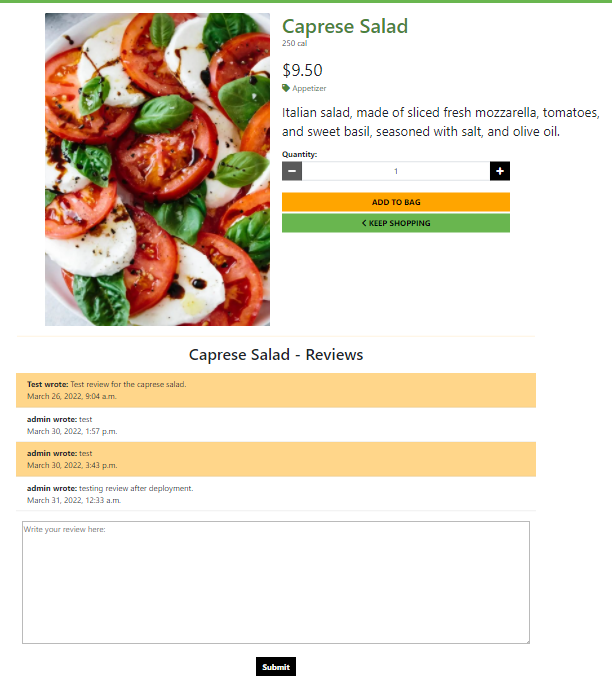 Caprese Salad
250 cal
$9.50
Appetizer
Italian salad, made of sliced fresh mozzarella, tomatoes,
and sweet basil, seasoned with salt, and olive oil.
Quantity:
1
ADD TO BAG
KEEP SHOPPING
Caprese Salad - Reviews
Test wrote: Test review for the caprese salad.
March 26, 2022, 9:04 a.m.
admin wrote: test
March 30, 2022, 1:57 p.m.
admin wrote: test
March 30, 2022, 3:43 p.m.
admin wrote: testing review after deployment.
March 31, 2022, 12:33 a.m.
Write your review here:
Submit